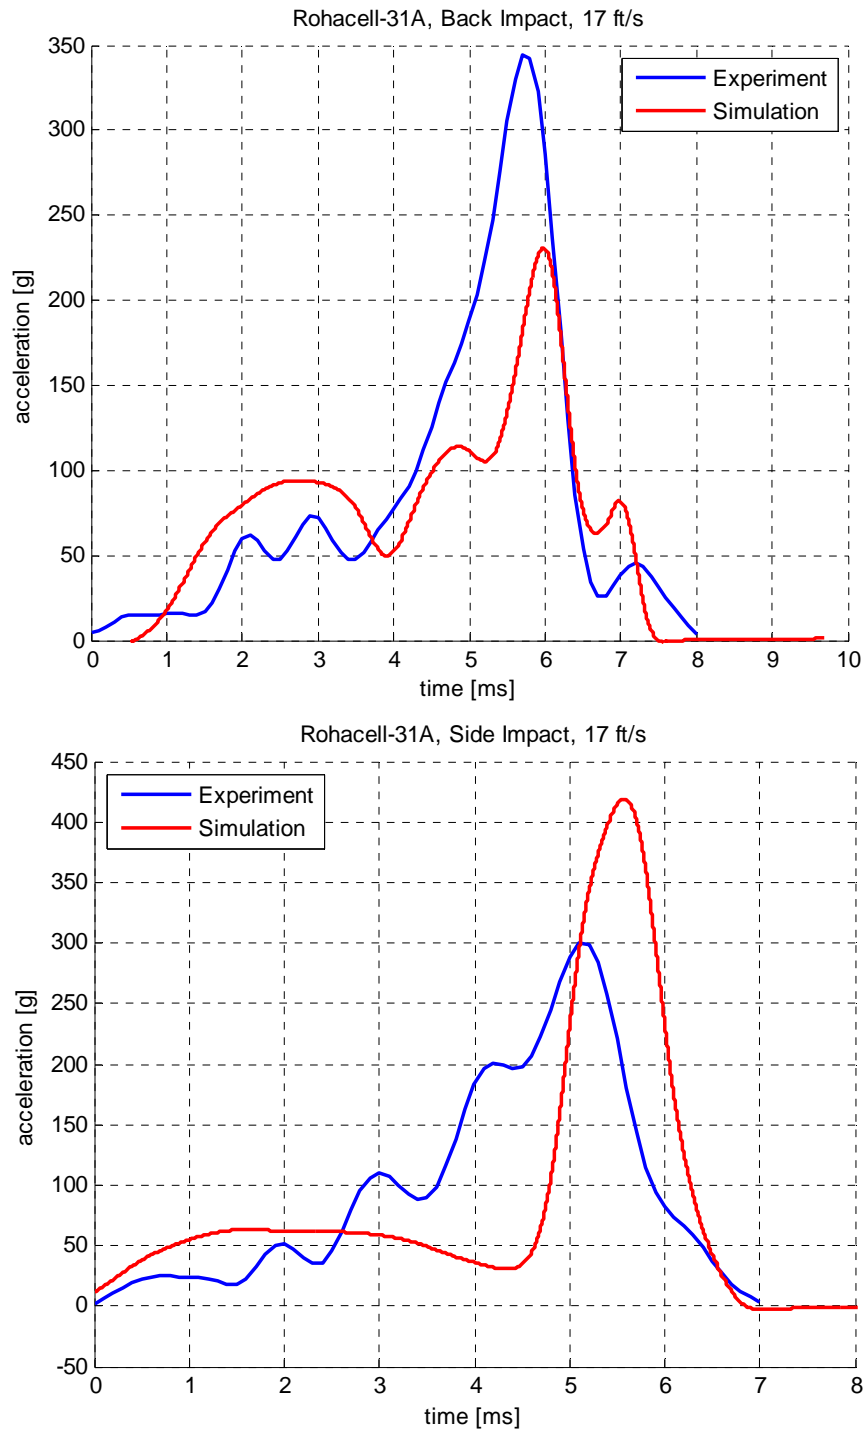 Rohacell-31A, Back Impact, 17 ft/s
350
300
250
200
150
100
50
0
acceleration [g]
Experiment
Simulation
0 1 2 3 4 5 6 7 8 9 10
time [ms]
Rohacell-31A, Side Impact, 17 ft/s
450
400
350
300
250
200
150
100
50
0
-50
acceleration [g]
Experiment
Simulation
0 1 2 3 4 5 6 7 8
time [ms]